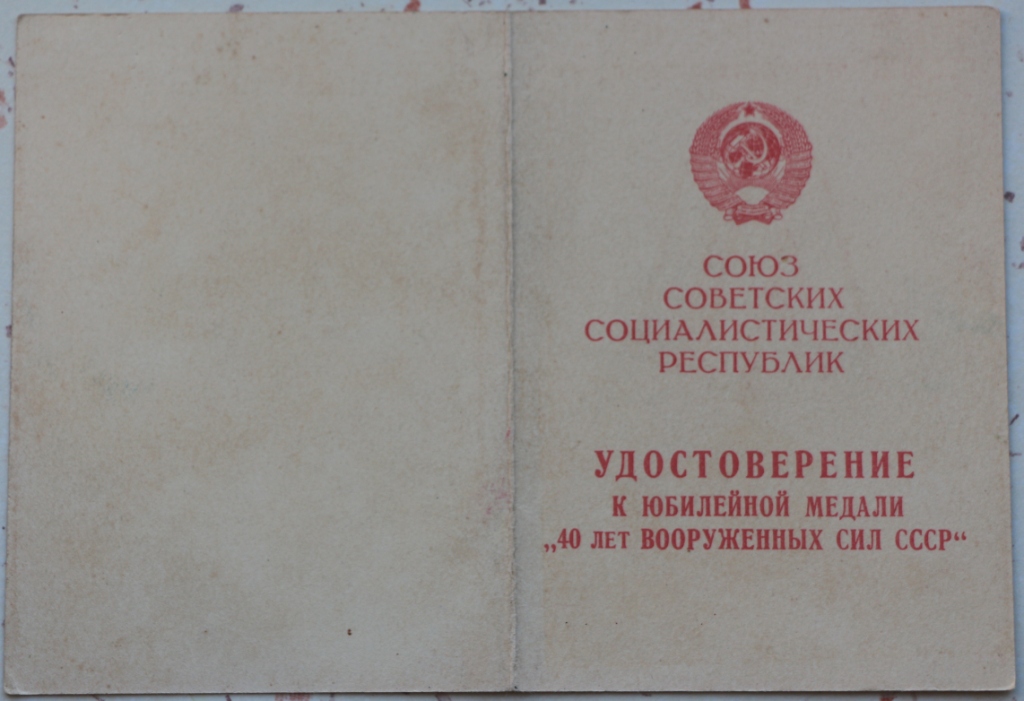 СОЮЗ
СОВЕТСКИХ
СОЦИАЛИСТИЧЕСКИХ
РЕСПУБЛИК
УДОСТОВЕРЕНИЕ
К ЮБИЛЕЙНОЙ МЕДАЛИ
„40 ЛЕТ ВООРУЖЕННЫХ СИЛ СССР“